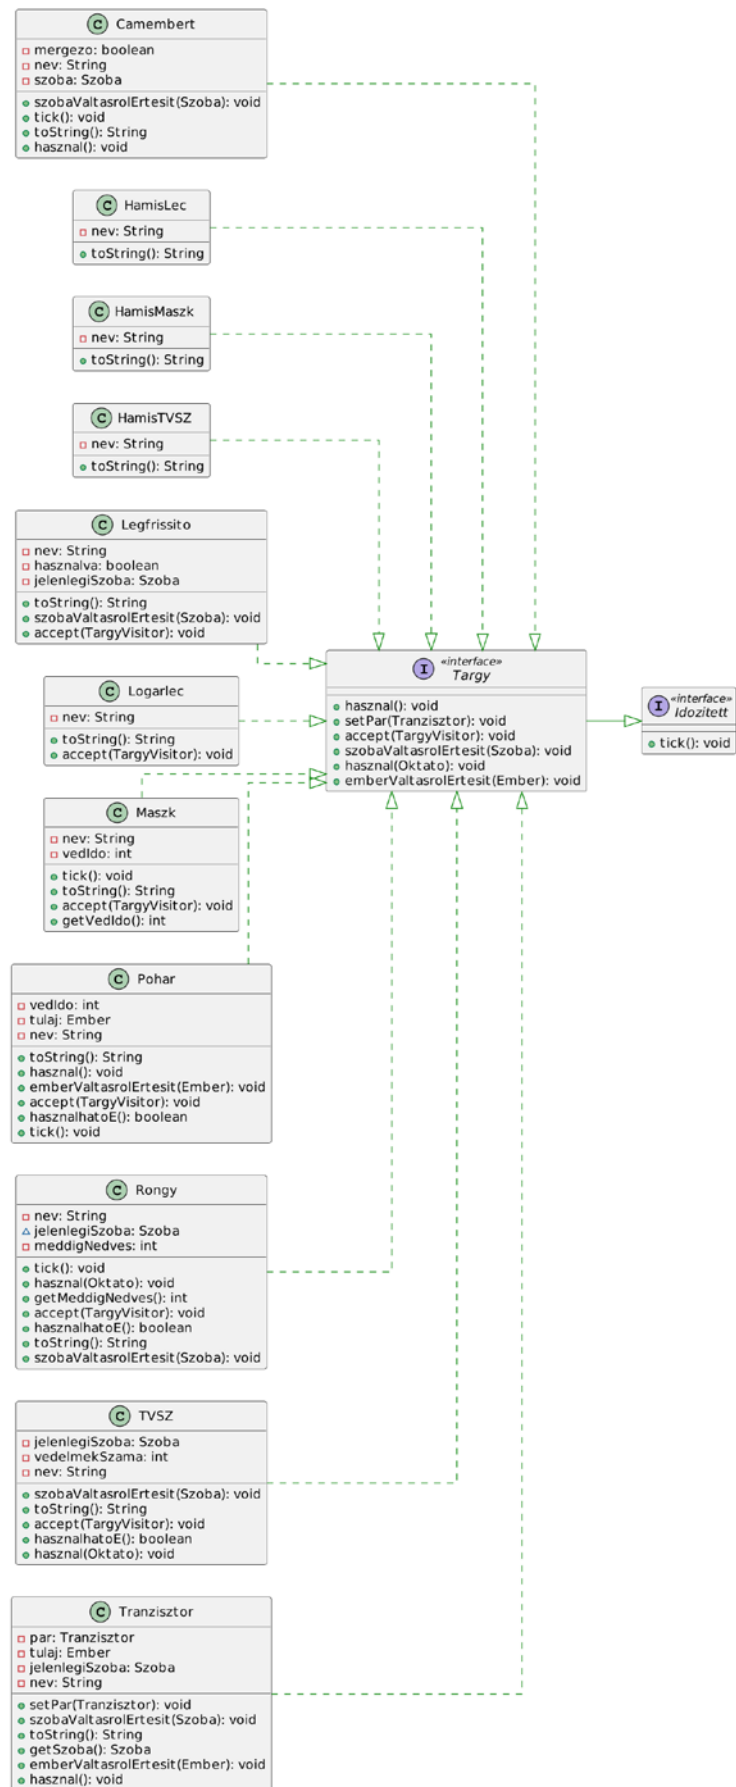 C Camembert
mergezo: boolean
nev: String
szoba: Szoba
szobaValtasrolErtesit(Szoba): void
tick(): void
toString(): String
hasznal(): void
C HamisLec
nev: String
toString(): String
C HamisMaszk
nev: String
toString(): String
C HamisTVSZ
nev: String
toString(): String
C Legfrissito
nev: String
hasznalva: boolean
jelenlegiSzoba: Szoba
toString(): String
szobaValtasrolErtesit(Szoba): void
accept(TargyVisitor): void
I «interface»
Targy
hasznal(): void
setPar(Tranzisztor): void
accept(TargyVisitor): void
szobaValtasrolErtesit(Szoba): void
hasznal(Oktato): void
emberValtasrolErtesit(Ember): void
I «interface»
Idozitett
tick(): void
C Logarlec
nev: String
toString(): String
accept(TargyVisitor): void
C Maszk
nev: String
vedIdo: int
tick(): void
toString(): String
accept(TargyVisitor): void
getVedIdo(): int
C Pohar
vedIdo: int
tulaj: Ember
nev: String
toString(): String
hasznal(): void
emberValtasrolErtesit(Ember): void
accept(TargyVisitor): void
hasznalhatoE(): boolean
tick(): void
C Rongy
nev: String
jelenlegiSzoba: Szoba
meddigNedves: int
tick(): void
hasznal(Oktato): void
getMeddigNedves(): int
accept(TargyVisitor): void
hasznalhatoE(): boolean
toString(): String
szobaValtasrolErtesit(Szoba): void
C TVSZ
jelenlegiSzoba: Szoba
vedelmekSzama: int
nev: String
szobaValtasrolErtesit(Szoba): void
toString(): String
accept(TargyVisitor): void
hasznalhatoE(): boolean
hasznal(Oktato): void
C Tranzisztor
par: Tranzisztor
tulaj: Ember
jelenlegiSzoba: Szoba
nev: String
setPar(Tranzisztor): void
szobaValtasrolErtesit(Szoba): void
toString(): String
getSzoba(): Szoba
emberValtasrolErtesit(Ember): void
hasznal(): void